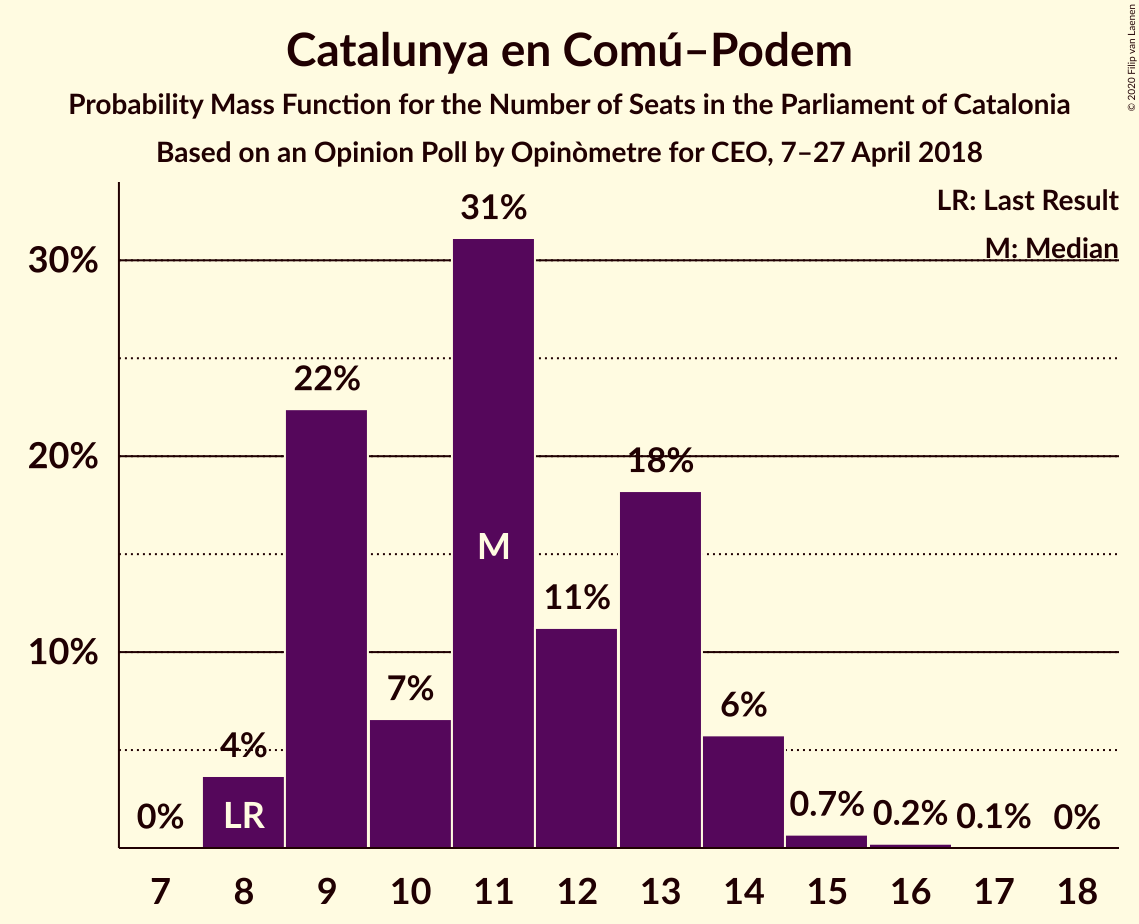 Catalunya en Comú–Podem
Probability Mass Function for the Number of Seats in the Parliament of Catalonia
Based on an Opinion Poll by Opinòmetre for CEO, 7–27 April 2018
© 2020 Filip van Laenen
LR: Last Result
M: Median
30%
20%
10%
0%
4%
22%
7%
31%
11%
18%
6%
0.7%
0.2%
0.1%
0%
LR
M
7 8 9 10 11 12 13 14 15 16 17 18